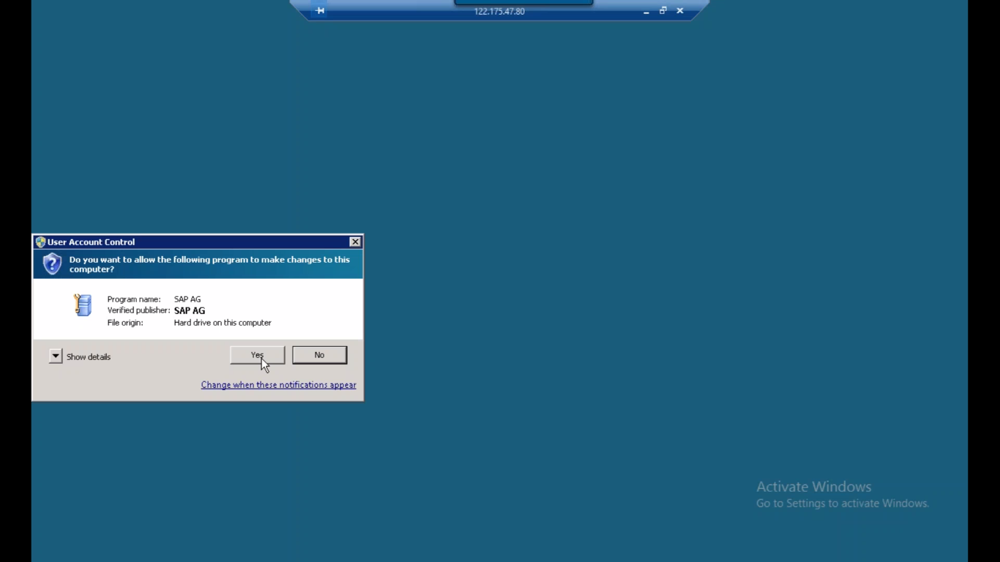 122.175.47.80
User Account Control
Do you want to allow the following program to make changes to this
computer?
Program name: SAP AG
Verified publisher: SAP AG
File origin: Hard drive on this computer
Show details
Yes
No
Change when these notifications appear
Activate Windows
Go to Settings to activate Windows.